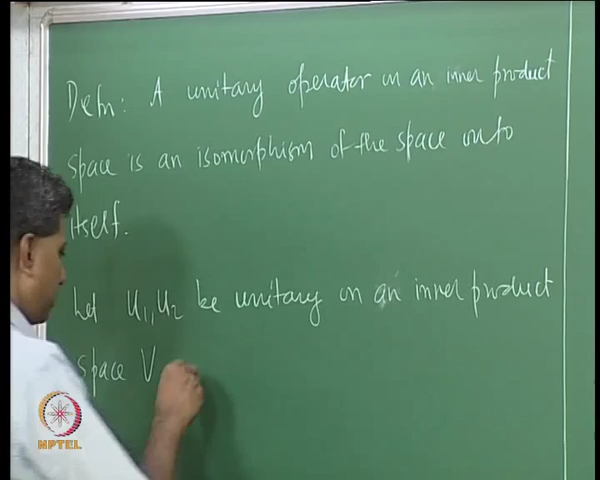 Defn: A unitary operator on an inner product
space is an isomorphism of the space onto
itself.
Let U1, U2 be unitary on an inner product
space V
NPTEL